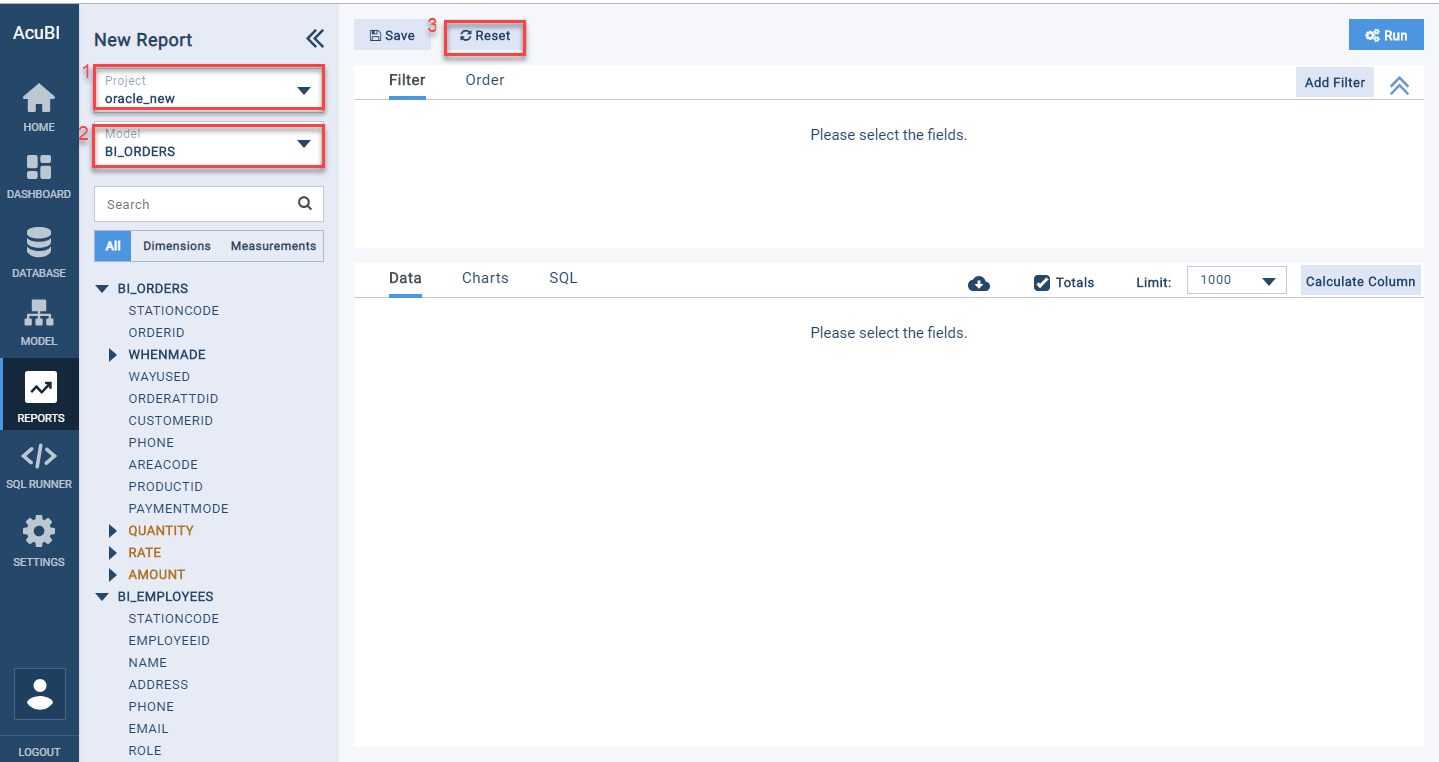 AcuBI
HOME
DASHBOARD
DATABASE
MODEL
REPORTS
SQL RUNNER
SETTINGS
LOGOUT
New Report
1
Project
oracle_new
2
Model
BI_ORDERS
Search
All Dimensions Measurements
BI_ORDERS
STATIONCODE
ORDERID
WHENMADE
WAYUSED
ORDERATTDID
CUSTOMERID
PHONE
AREACODE
PRODUCTID
PAYMENTMODE
QUANTITY
RATE
AMOUNT
BI_EMPLOYEES
STATIONCODE
EMPLOYEEID
NAME
ADDRESS
PHONE
EMAIL
ROLE
Save 3 Reset Run
Filter Order Add Filter
Please select the fields.
Data Charts SQL Totals Limit: 1000 Calculate Column
Please select the fields.